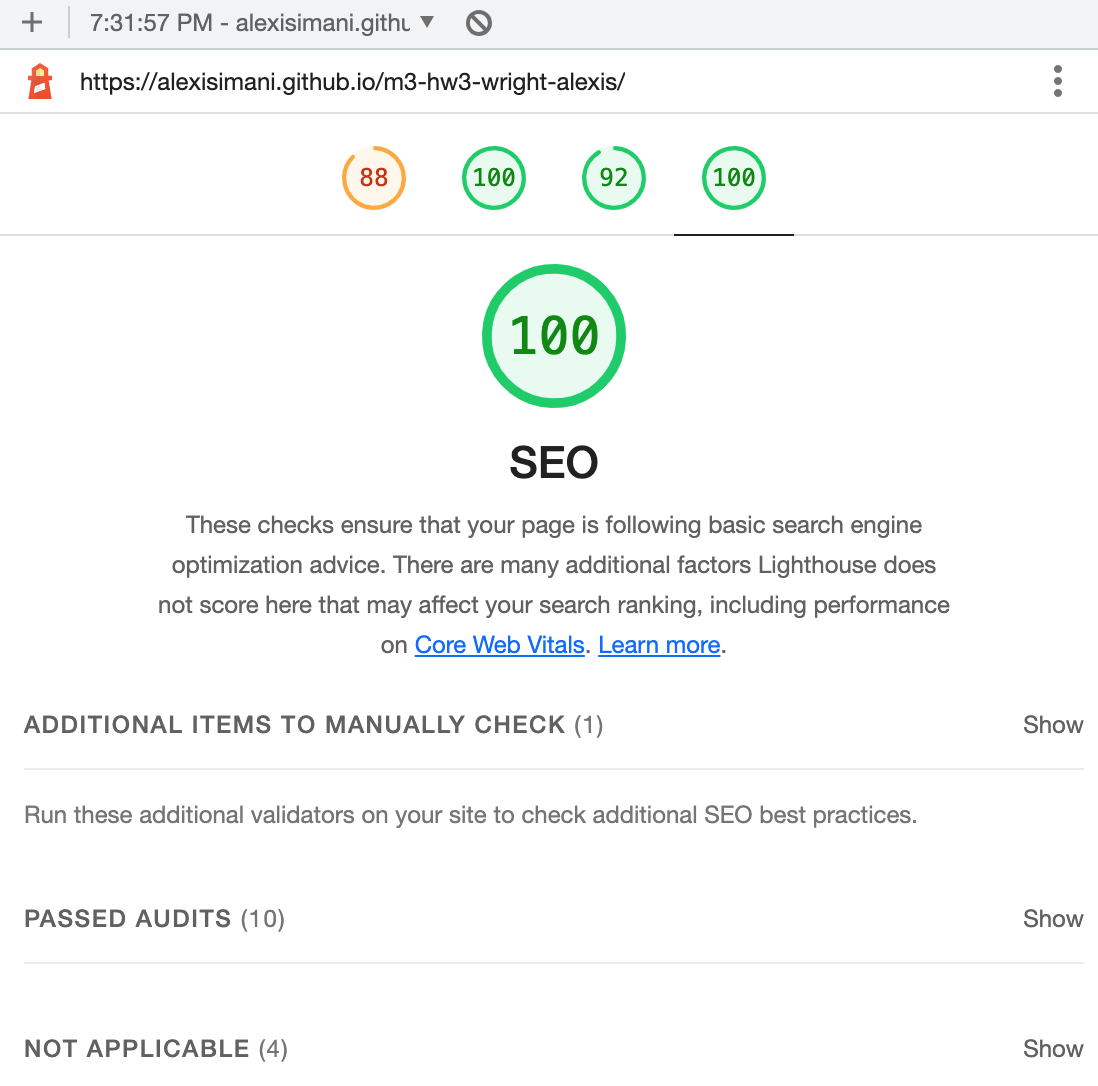 7:31:57 PM - alexisimani.githu
https://alexisimani.github.io/m3-hw3-wright-alexis/
88 100 92 100
100
SEO
These checks ensure that your page is following basic search engine
optimization advice. There are many additional factors Lighthouse does
not score here that may affect your search ranking, including performance
on Core Web Vitals. Learn more.
ADDITIONAL ITEMS TO MANUALLY CHECK (1) Show
Run these additional validators on your site to check additional SEO best practices.
PASSED AUDITS (10) Show
NOT APPLICABLE (4) Show